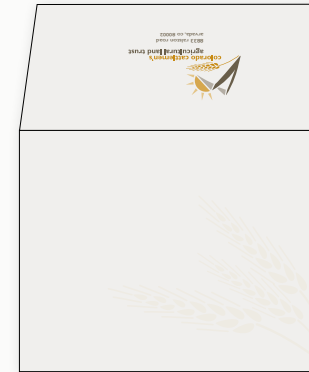 colorado cattlemen's
agricultural land trust
8833 ralston road
arvada, co 80002